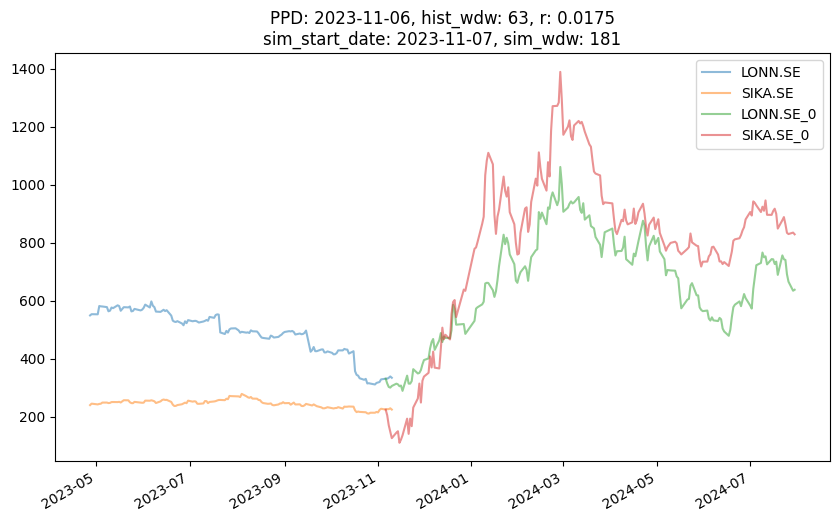 PPD: 2023-11-06, hist_wdw: 63, r: 0.0175
sim_start_date: 2023-11-07, sim_wdw: 181
1400
1200
1000
800
600
400
200
LONN.SE
SIKA.SE
LONN.SE_0
SIKA.SE_0
2023-05
2023-07
2023-09
2023-11
2024-01
2024-03
2024-05
2024-07